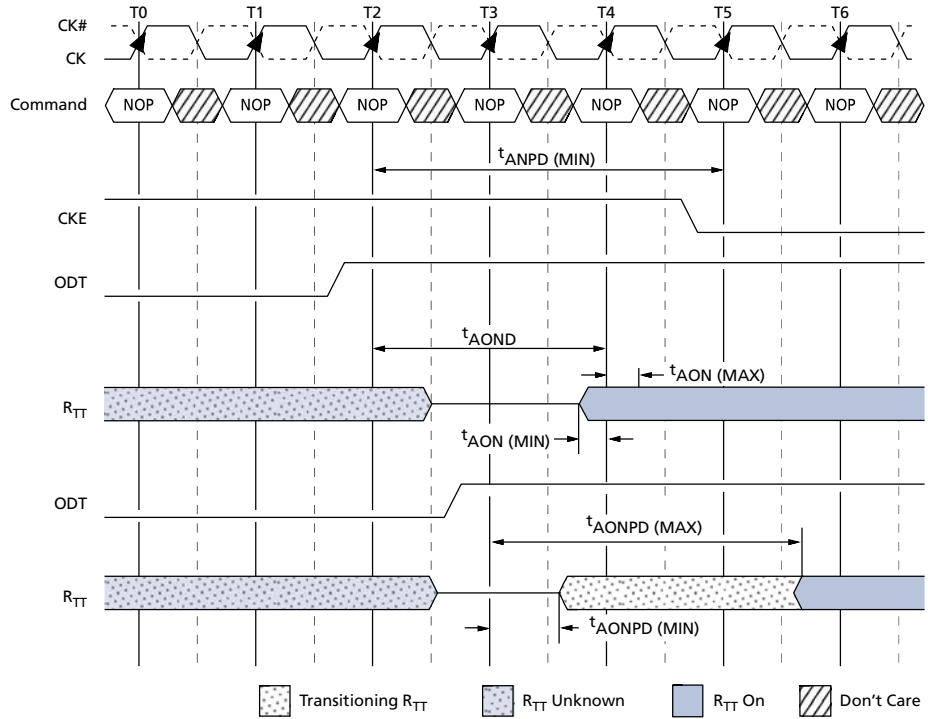 T0 T1 T2 T3 T4 T5 T6
CK#
CK
Command NOP NOP NOP NOP NOP NOP NOP
tANPD (MIN)
CKE
ODT
tAOND
tAON (MAX)
RTT
tAON (MIN)
ODT
tAONPD (MAX)
RTT
tAONPD (MIN)
Transitioning RTT RTT Unknown RTT On Don't Care